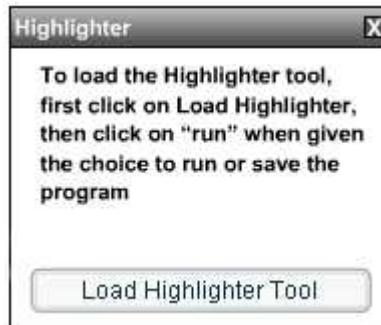 Highlighter X
To load the Highlighter tool,
first click on Load Highlighter,
then click on “run” when given
the choice to run or save the
program
Load Highlighter Tool